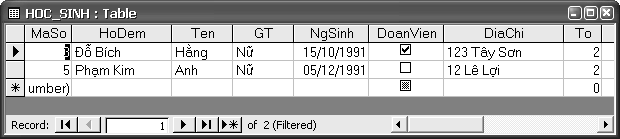 HOC_SINH : Table
MaSo HoDem Ten GT NgSinh DoanVien DiaChi To
3 Đỗ Bích Hằng Nữ 15/10/1991 123 Tây Sơn 2
5 Phạm Kim Anh Nữ 05/12/1991 12 Lê Lợi 2
umber) 0
Record: 1 of 2 (Filtered)